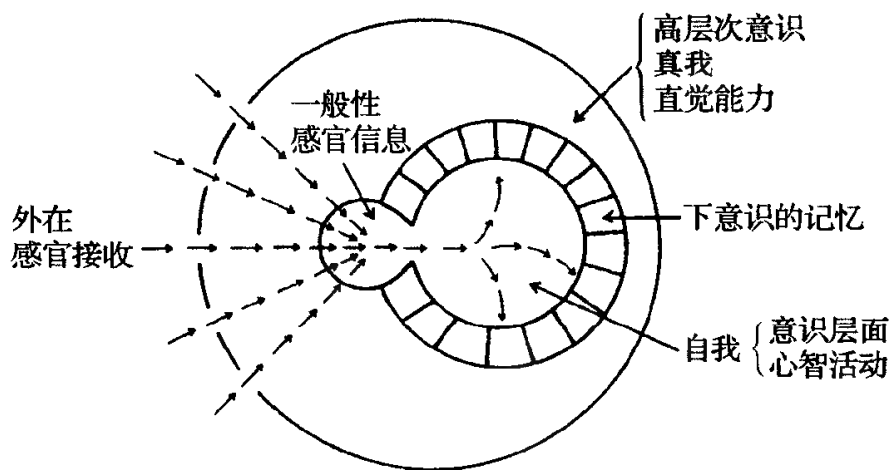 高层次意识
真我
直觉能力
一般性
感官信息
外在
感官接收
下意识的记忆
自我
意识层面
心智活动